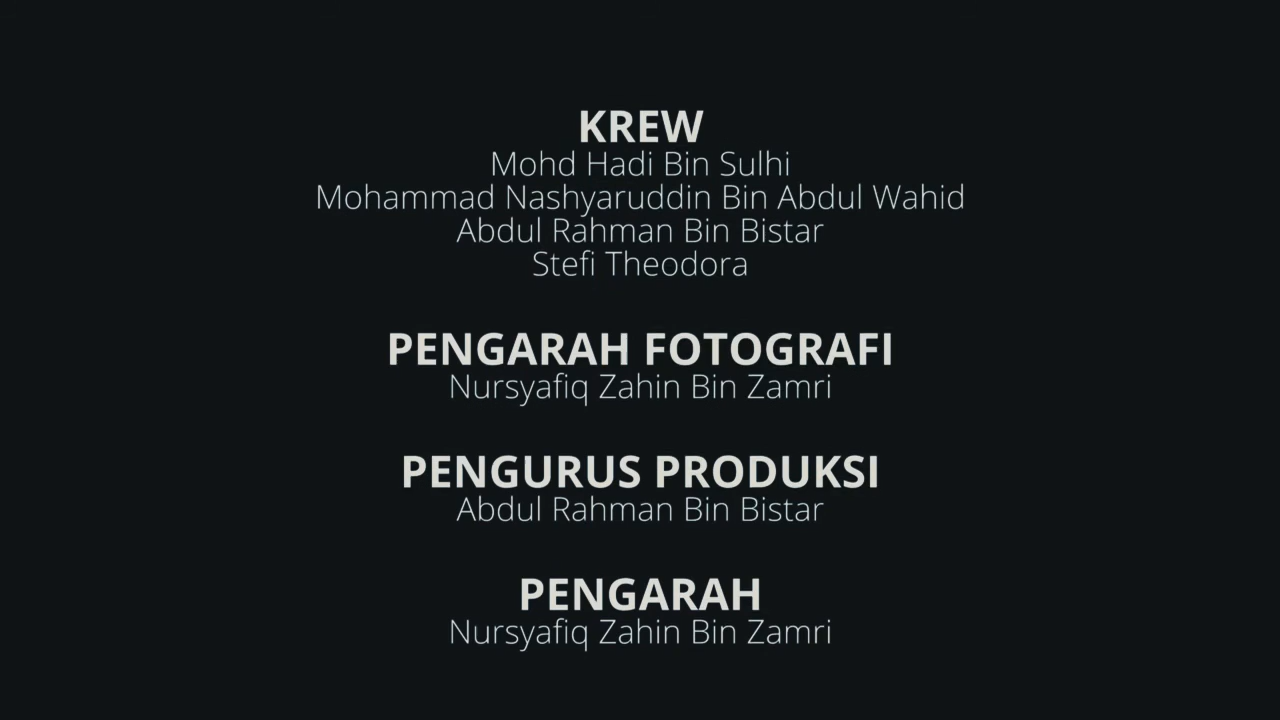 KREW
Mohd Hadi Bin Sulhi
Mohammad Nashyaruddin Bin Abdul Wahid
Abdul Rahman Bin Bistar
Stefi Theodora
PENGARAH FOTOGRAFI
Nursyafiq Zahin Bin Zamri
PENGURUS PRODUKSI
Abdul Rahman Bin Bistar
PENGARAH
Nursyafiq Zahin Bin Zamri